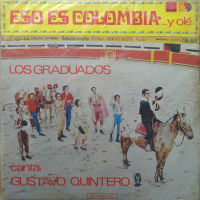 ESO ES COLOMBIA...y olé
LOS GRADUADOS
canta:
GUSTAVO QUINTERO